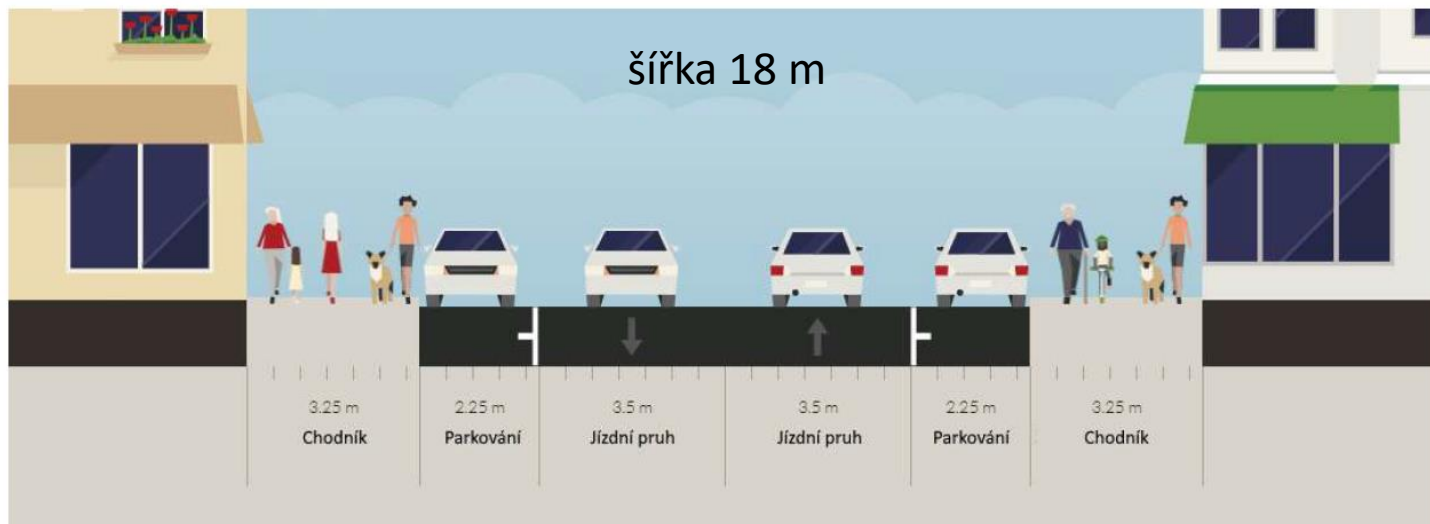 šířka 18 m
3.25 m
Chodník
2.25 m
Parkování
3.5 m
Jízdní pruh
3.5 m
Jízdní pruh
2.25 m
Parkování
3.25 m
Chodník